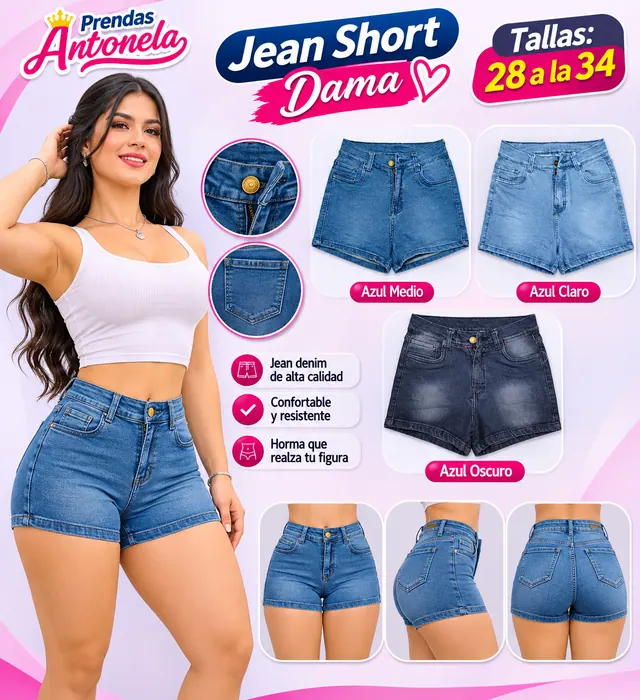 Prendas
Antonela
Jean Short
Dama
Tallas:
28 a la 34
Azul Medio
Azul Claro
Jean denim
de alta calidad
Confortable
y resistente
Horma que
realza tu figura
Azul Oscuro